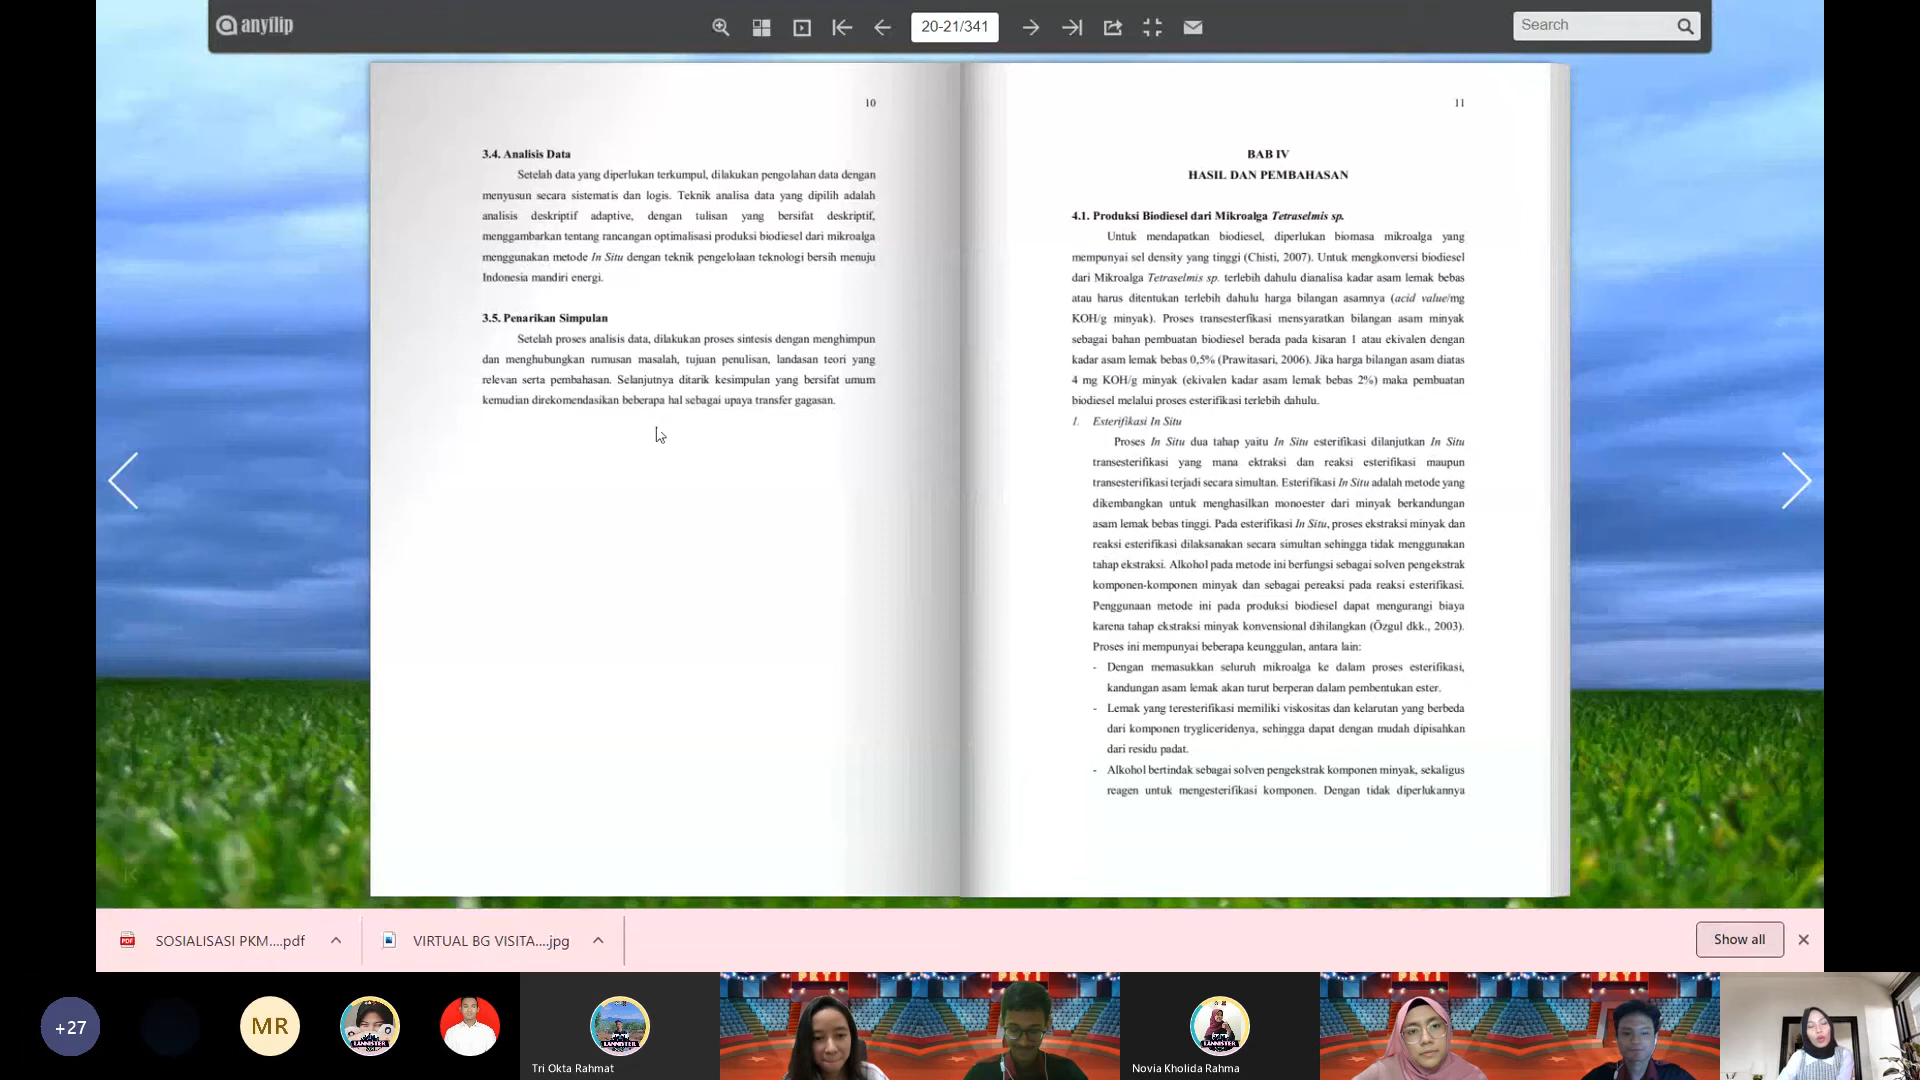 anyflip
20-21/341
Search
10
3.4. Analisis Data
Setelah data yang diperlukan terkumpul, dilakukan pengolahan data dengan
menyusun secara sistematis dan logis. Teknik analisa data yang dipilih adalah
analisis deskriptif adaptive, dengan tulisan yang bersifat deskriptif,
menggambarkan tentang rancangan optimalisasi produksi biodiesel dari mikroalga
menggunakan metode In Situ dengan teknik pengelolaan teknologi bersih menuju
Indonesia mandiri energi.
3.5. Penarikan Simpulan
Setelah proses analisis data, dilakukan proses sintesis dengan menghimpun
dan menghubungkan rumusan masalah, tujuan penulisan, landasan teori yang
relevan serta pembahasan. Selanjutnya ditarik kesimpulan yang bersifat umum
kemudian direkomendasikan beberapa hal sebagai upaya transfer gagasan.
11
BAB IV
HASIL DAN PEMBAHASAN
4.1. Produksi Biodiesel dari Mikroalga Tetraselmis sp.
Untuk mendapatkan biodiesel, diperlukan biomasa mikroalga yang
mempunyai sel density yang tinggi (Chisti, 2007). Untuk mengkonversi biodiesel
dari Mikroalga Tetraselmis sp. terlebih dahulu dianalisa kadar asam lemak bebas
atau harus ditentukan terlebih dahulu harga bilangan asamnya (acid value/mg
KOH/g minyak). Proses transesterfikasi mensyaratkan bilangan asam minyak
sebagai bahan pembuatan biodiesel berada pada kisaran 1 atau ekivalen dengan
kadar asam lemak bebas 0,5% (Prawitasari, 2006). Jika harga bilangan asam diatas
4 mg KOH/g minyak (ekivalen kadar asam lemak bebas 2%) maka pembuatan
biodiesel melalui proses esterifikasi terlebih dahulu.
1. Esterifikasi In Situ
Proses In Situ dua tahap yaitu In Situ esterifikasi dilanjutkan In Situ
transesterifikasi yang mana ektraksi dan reaksi esterifikasi maupun
transesterifikasi terjadi secara simultan. Esterifikasi In Situ adalah metode yang
dikembangkan untuk menghasilkan monoester dari minyak berkandungan
asam lemak bebas tinggi. Pada esterifikasi In Situ, proses ekstraksi minyak dan
reaksi esterifikasi dilaksanakan secara simultan sehingga tidak menggunakan
tahap ekstraksi. Alkohol pada metode ini berfungsi sebagai solven pengekstrak
komponen-komponen minyak dan sebagai pereaksi pada reaksi esterifikasi.
Penggunaan metode ini pada produksi biodiesel dapat mengurangi biaya
karena tahap ekstraksi minyak konvensional dihilangkan (Özgul dkk., 2003).
Proses ini mempunyai beberapa keunggulan, antara lain:
- Dengan memasukkan seluruh mikroalga ke dalam proses esterifikasi,
kandungan asam lemak akan turut berperan dalam pembentukan ester.
- Lemak yang teresterifikasi memiliki viskositas dan kelarutan yang berbeda
dari komponen trygliceridenya, sehingga dapat dengan mudah dipisahkan
dari residu padat.
- Alkohol bertindak sebagai solven pengekstrak komponen minyak, sekaligus
reagen untuk mengesterifikasi komponen. Dengan tidak diperlukannya
SOSIALISASI PKM....pdf
VIRTUAL BG VISITA....jpg
Show all
+27
MR
LANNISTER
Tri Okta Rahmat
LANNISTER
PKYI
PKYI
Novia Kholida Rahma
LANNISTER
PKYI
PKYI